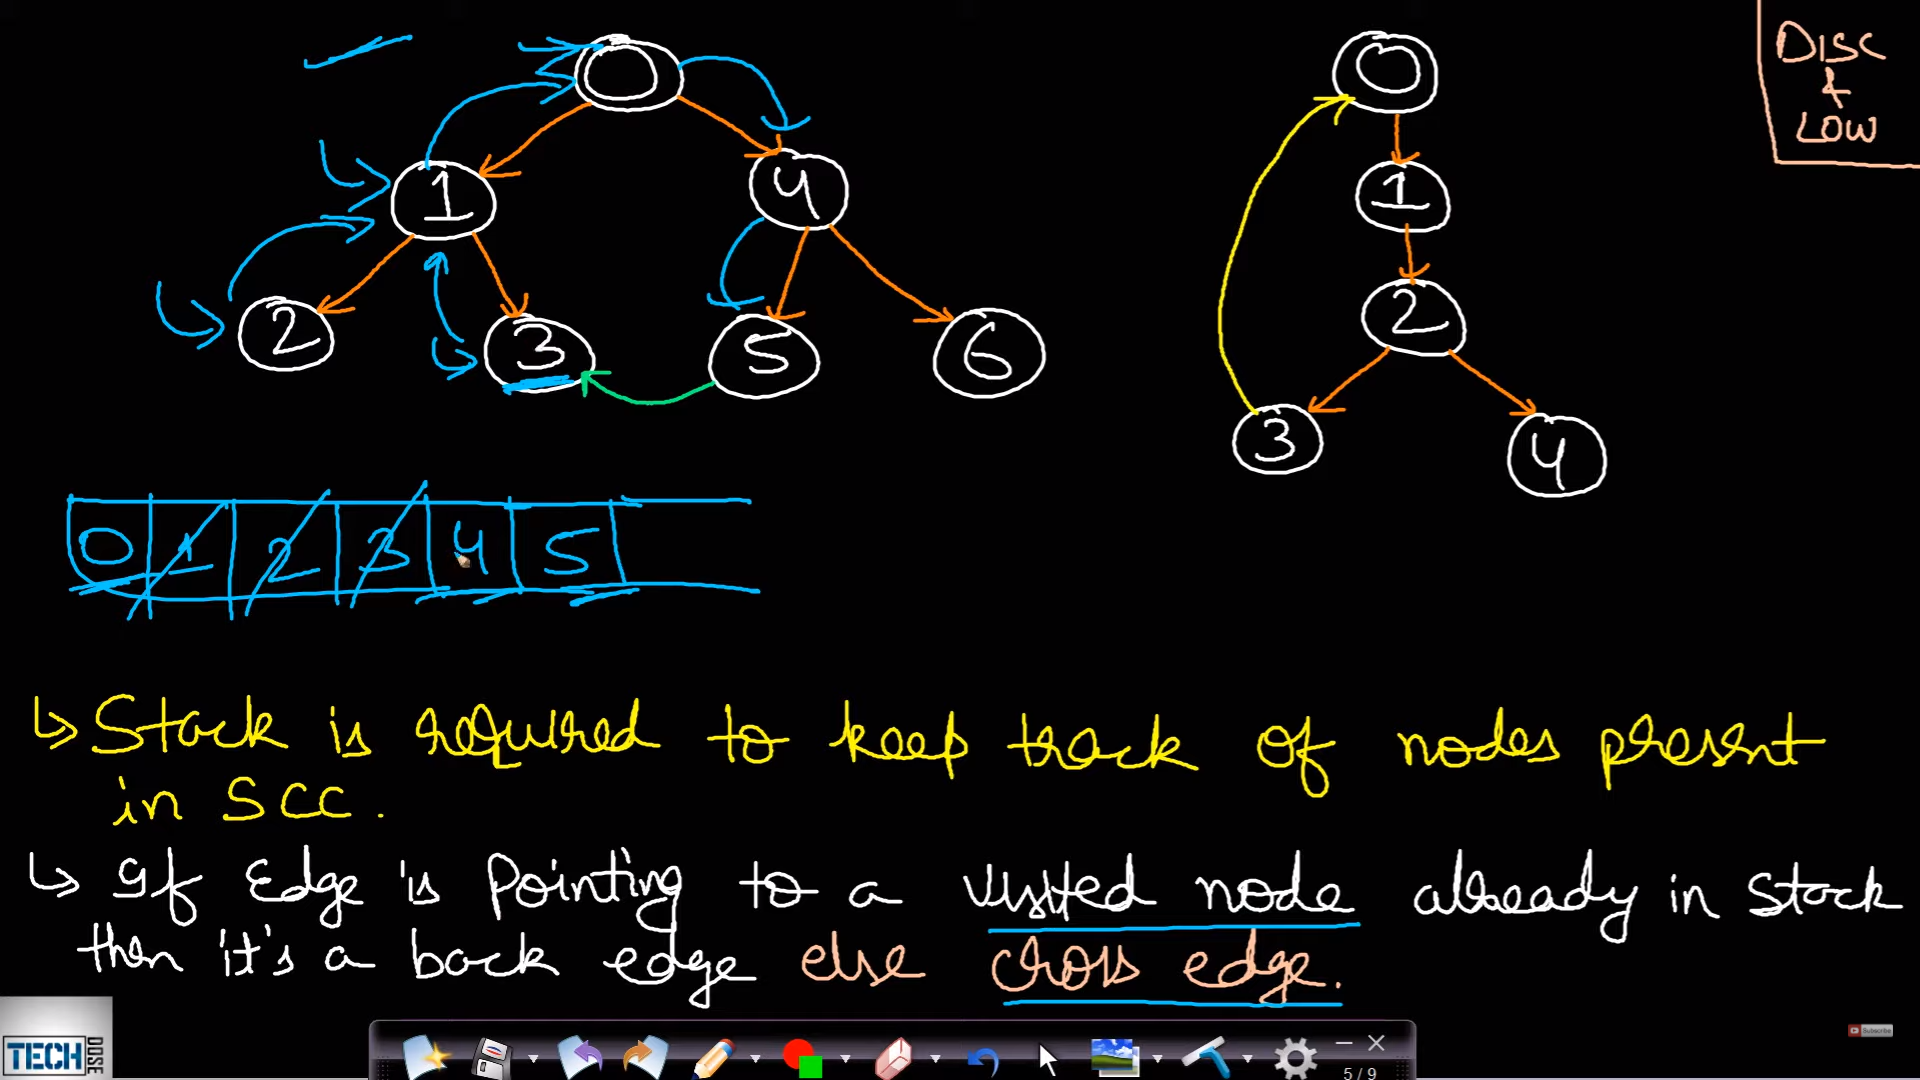 0
0
DISC
&
LOW
1
4
1
2
3
5
6
2
3
4
0 1 2 3 4 5
↳ Stack is required to keep track of nodes present
in SCC.
↳ If Edge is Pointing to a visited node already in Stack
then it's a back edge else cross edge.
TECH DOSE
Subscribe
5 / 9